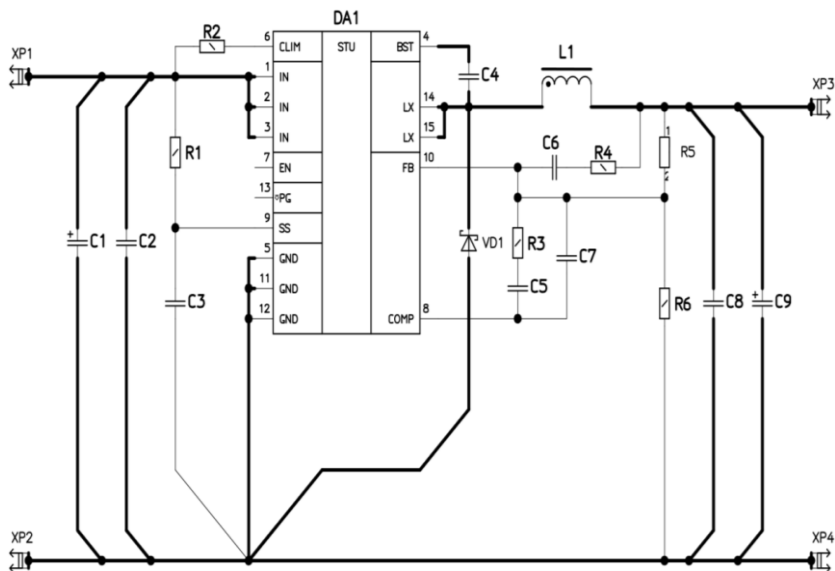 DA1
R2
6
CLIM
STU
BST
4
L1
XP1
1
IN
C4
XP3
2
IN
LX
14
3
IN
LX
15
R1
7
EN
FB
10
C6
R4
1
R5
2
13
PG
9
SS
+
C1
C2
VD1
R3
C7
5
GND
C5
11
GND
C3
12
GND
COMP
8
R6
C8
+
C9
XP2
XP4